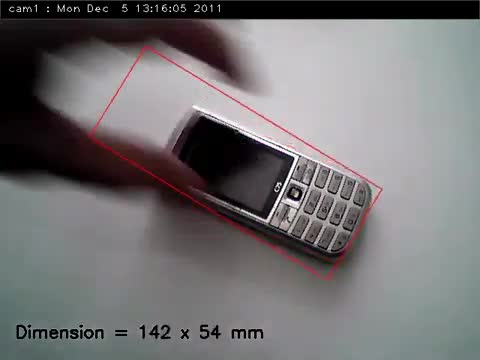 cam1 : Mon Dec 5 13:16:05 2011
Dimension = 142 x 54 mm